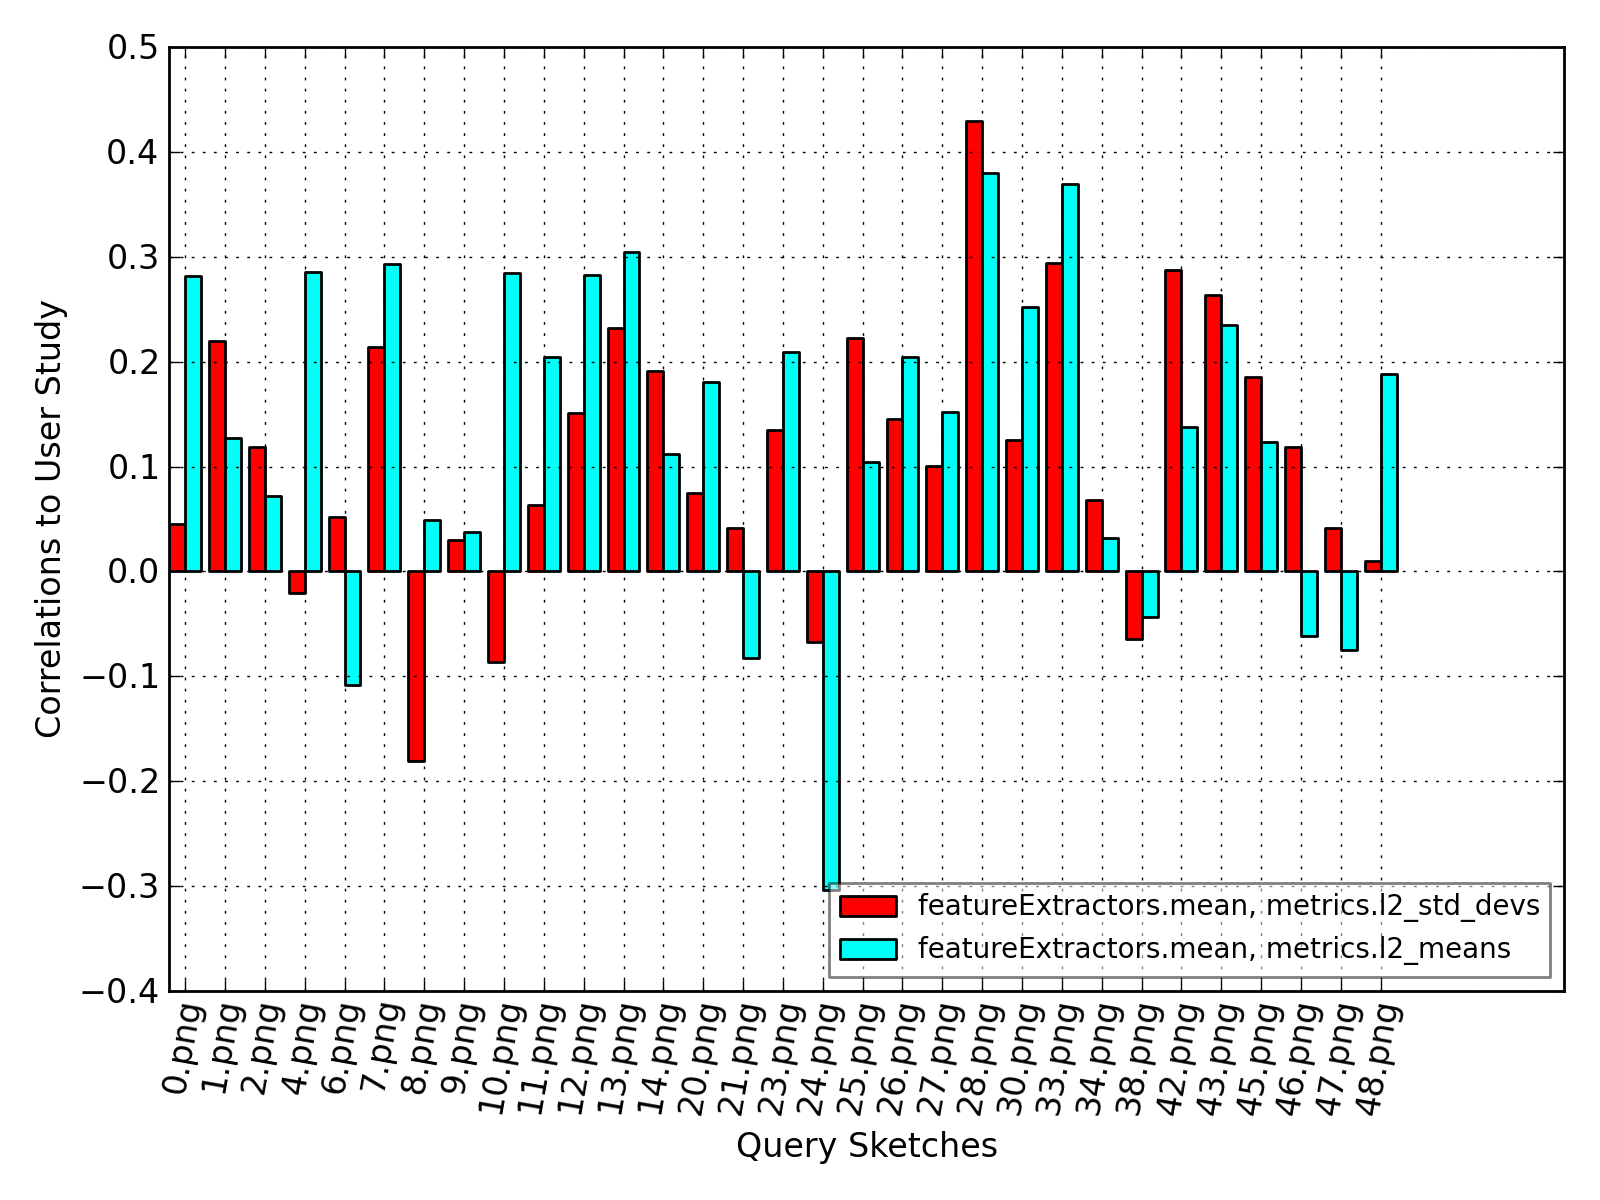 0.5
0.4
0.3
0.2
0.1
0.0
−0.1
−0.2
−0.3
−0.4
Correlations to User Study
featureExtractors.mean, metrics.l2_std_devs
featureExtractors.mean, metrics.l2_means
0.png
1.png
2.png
4.png
6.png
7.png
8.png
9.png
10.png
11.png
12.png
13.png
14.png
20.png
21.png
23.png
24.png
25.png
26.png
27.png
28.png
30.png
33.png
34.png
38.png
42.png
43.png
45.png
46.png
47.png
48.png
Query Sketches